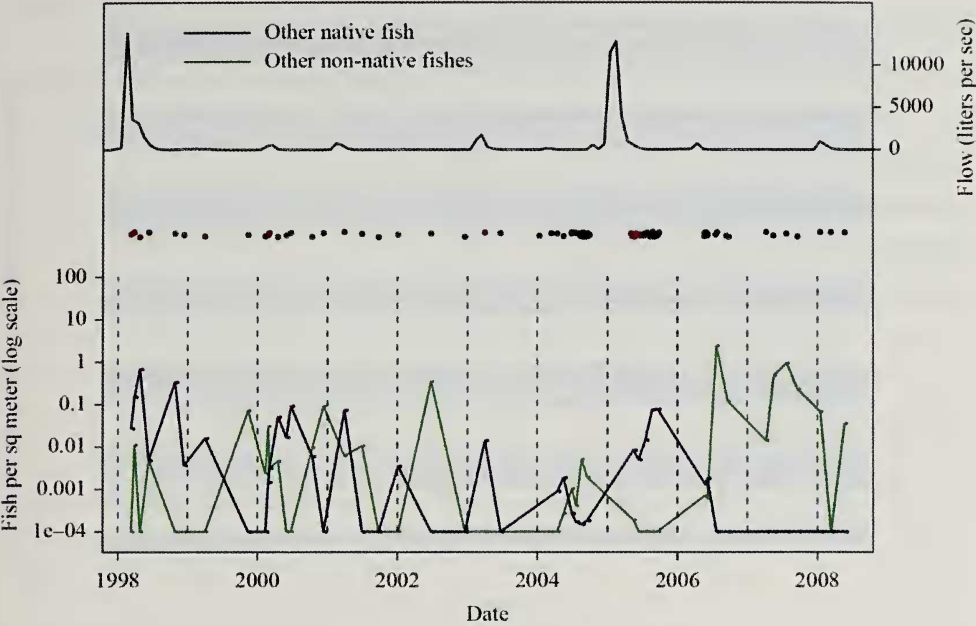 Other native fish
Other non-native fishes
10000
5000
0
Flow (liters per sec)
100
10
1
0.1
0.01
0.001
1e−04
Fish per sq meter (log scale)
1998
2000
2002
2004
2006
2008
Date